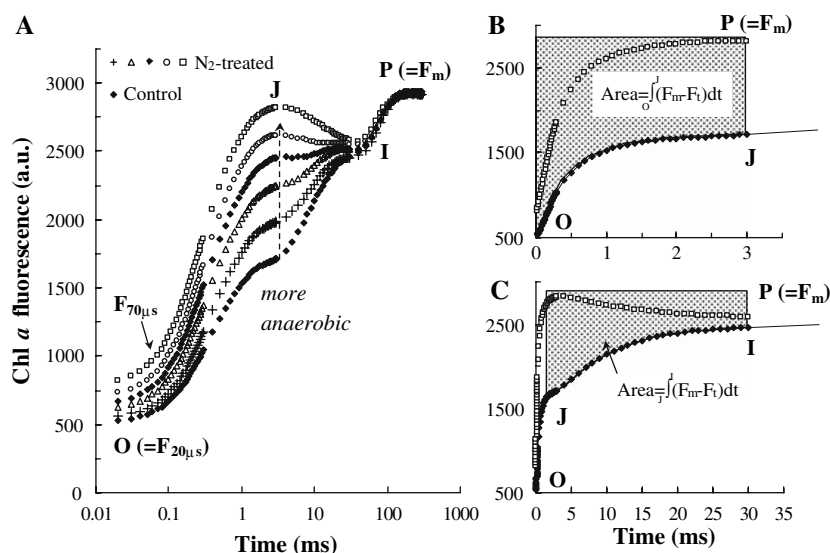 A
N₂-treated
Control
J
P (=Fₘ)
I
F₇₀μs
more
anaerobic
O (=F₂₀μs)
Chl a fluorescence (a.u.)
3000
2500
2000
1500
1000
500
0
0.01
0.1
1
10
100
1000
Time (ms)
B
P (=Fₘ)
Area=∫(Fₘ-Fₜ)dt
J
O
J
O
2500
1500
500
0
1
2
3
C
P (=Fₘ)
I
Area=∫(Fₘ-Fₜ)dt
J
J
J
O
2500
1500
500
0
5
10
15
20
25
30
35
Time (ms)